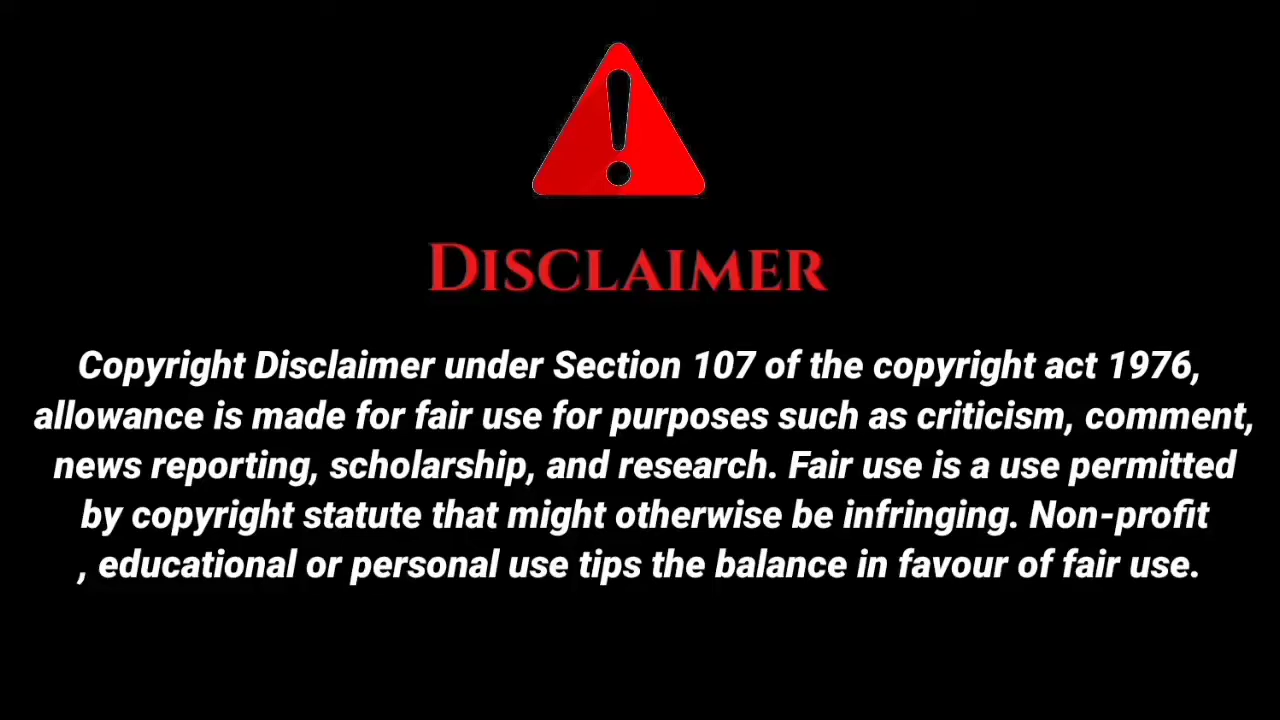 DISCLAIMER
Copyright Disclaimer under Section 107 of the copyright act 1976,
allowance is made for fair use for purposes such as criticism, comment,
news reporting, scholarship, and research. Fair use is a use permitted
by copyright statute that might otherwise be infringing. Non-profit
, educational or personal use tips the balance in favour of fair use.